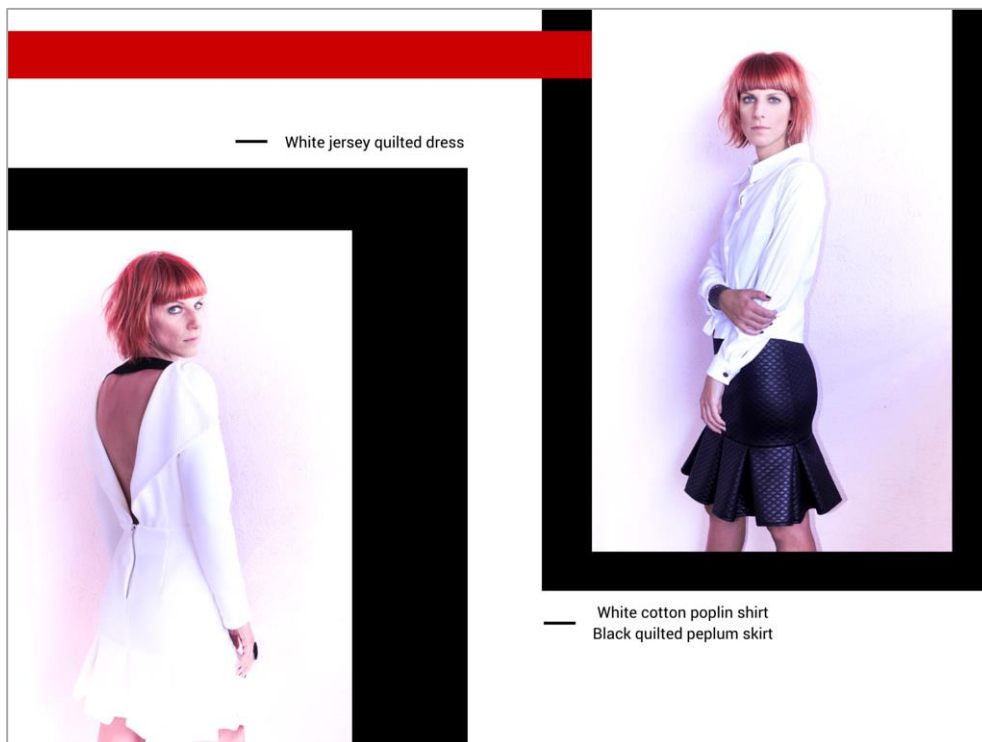 White jersey quilted dress
White cotton poplin shirt
Black quilted peplum skirt